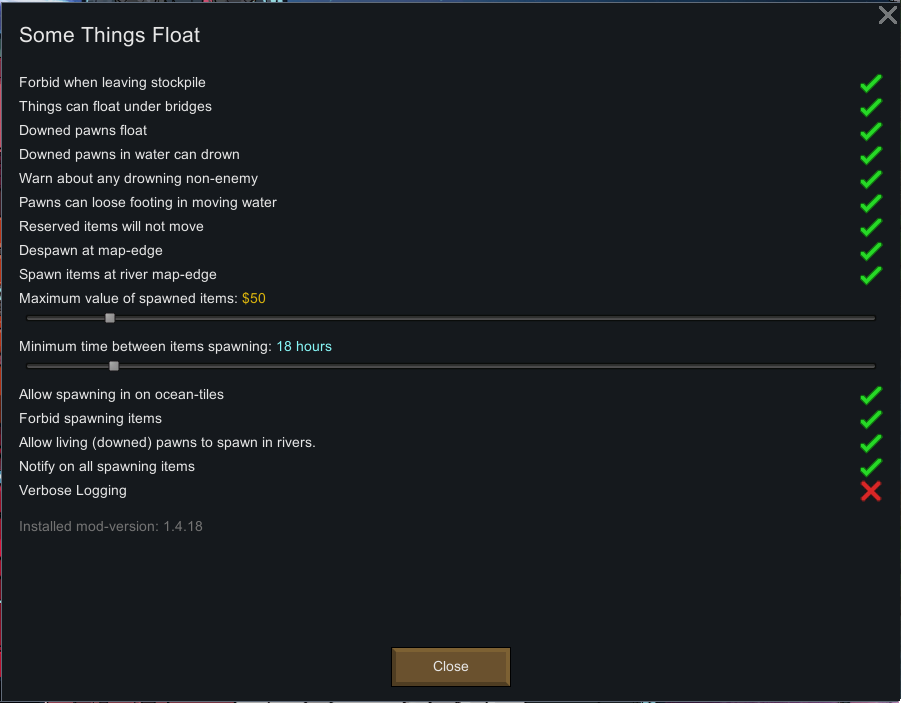 Some Things Float
Forbid when leaving stockpile
Things can float under bridges
Downed pawns float
Downed pawns in water can drown
Warn about any drowning non-enemy
Pawns can loose footing in moving water
Reserved items will not move
Despawn at map-edge
Spawn items at river map-edge
Maximum value of spawned items: $50
Minimum time between items spawning: 18 hours
Allow spawning in on ocean-tiles
Forbid spawning items
Allow living (downed) pawns to spawn in rivers.
Notify on all spawning items
Verbose Logging
Installed mod-version: 1.4.18
Close